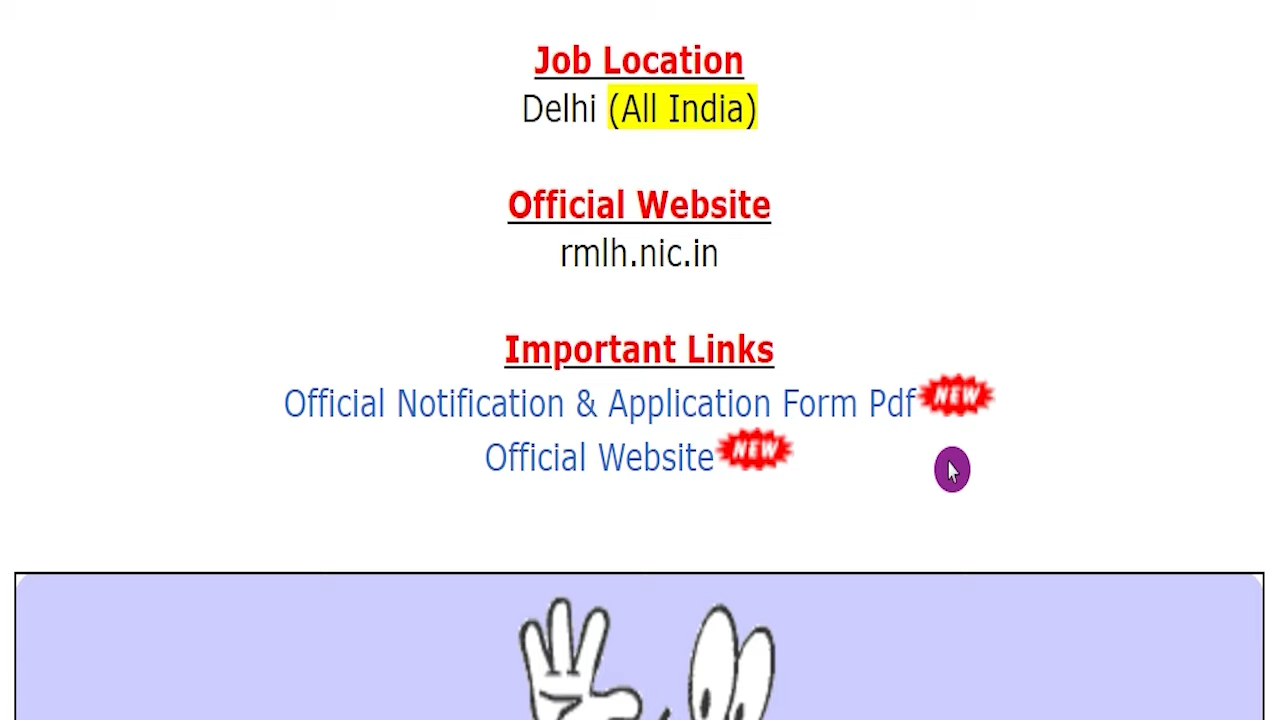 Job Location
Delhi (All India)
Official Website
rmlh.nic.in
Important Links
Official Notification & Application Form Pdf NEW
Official Website NEW